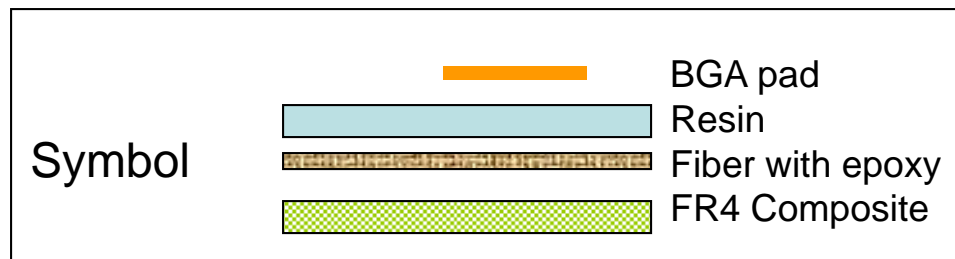 BGA pad
Resin
Symbol
Fiber with epoxy
FR4 Composite